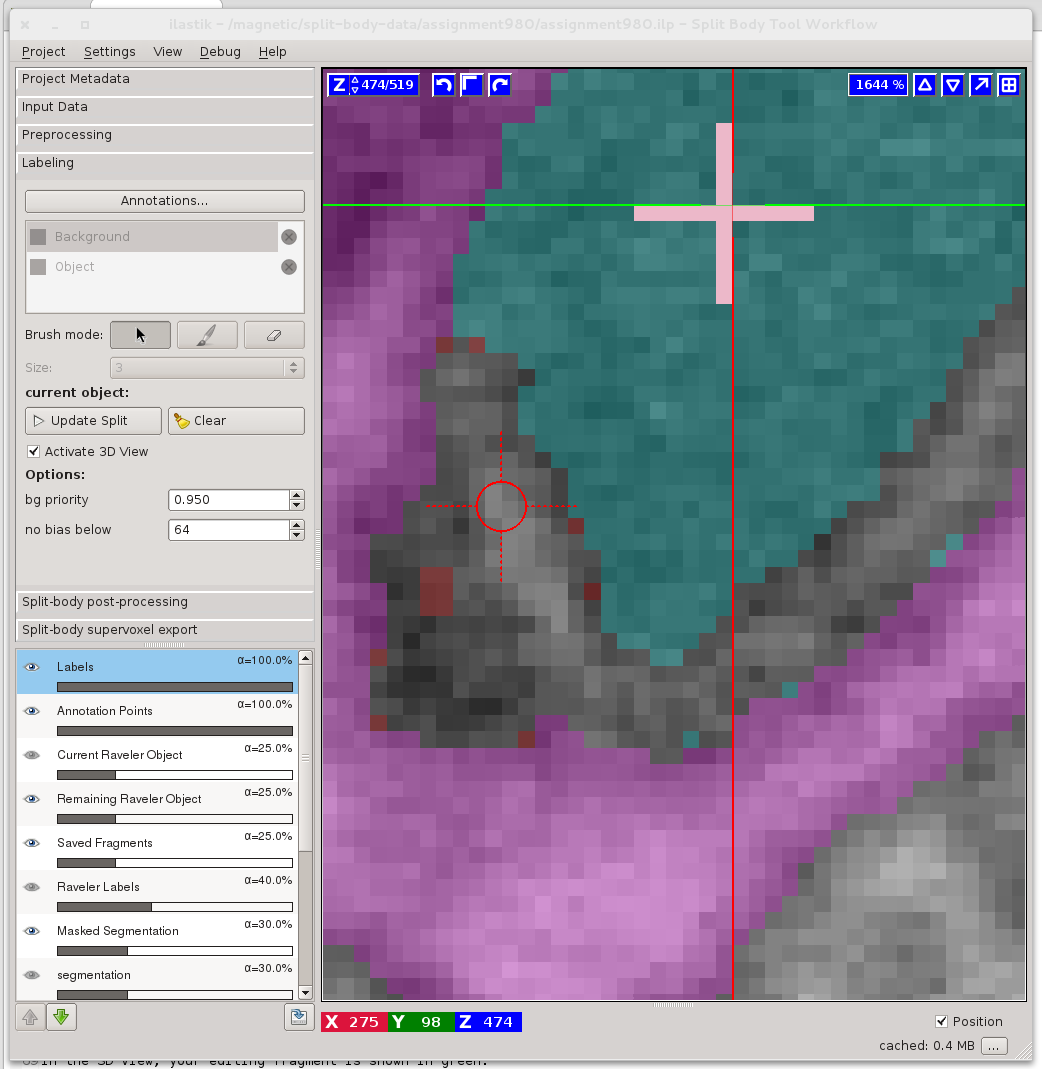 ilastik - /magnetic/split-body-data/assignment980/assignment980.ilp - Split Body Tool Workflow
Project Settings View Debug Help
Project Metadata
Input Data
Preprocessing
Labeling
Annotations...
Background
Object
Brush mode:
Size: 3
current object:
Update Split Clear
Activate 3D View
Options:
bg priority 0.950
no bias below 64
Split-body post-processing
Split-body supervoxel export
Labels α=100.0%
Annotation Points α=100.0%
Current Raveler Object α=25.0%
Remaining Raveler Object α=25.0%
Saved Fragments α=25.0%
Raveler Labels α=40.0%
Masked Segmentation α=30.0%
segmentation α=30.0%
Z 474/519
1644 %
X 275 Y 98 Z 474
Position
cached: 0.4 MB ...
in the 3D view, your editing fragment is shown in green.